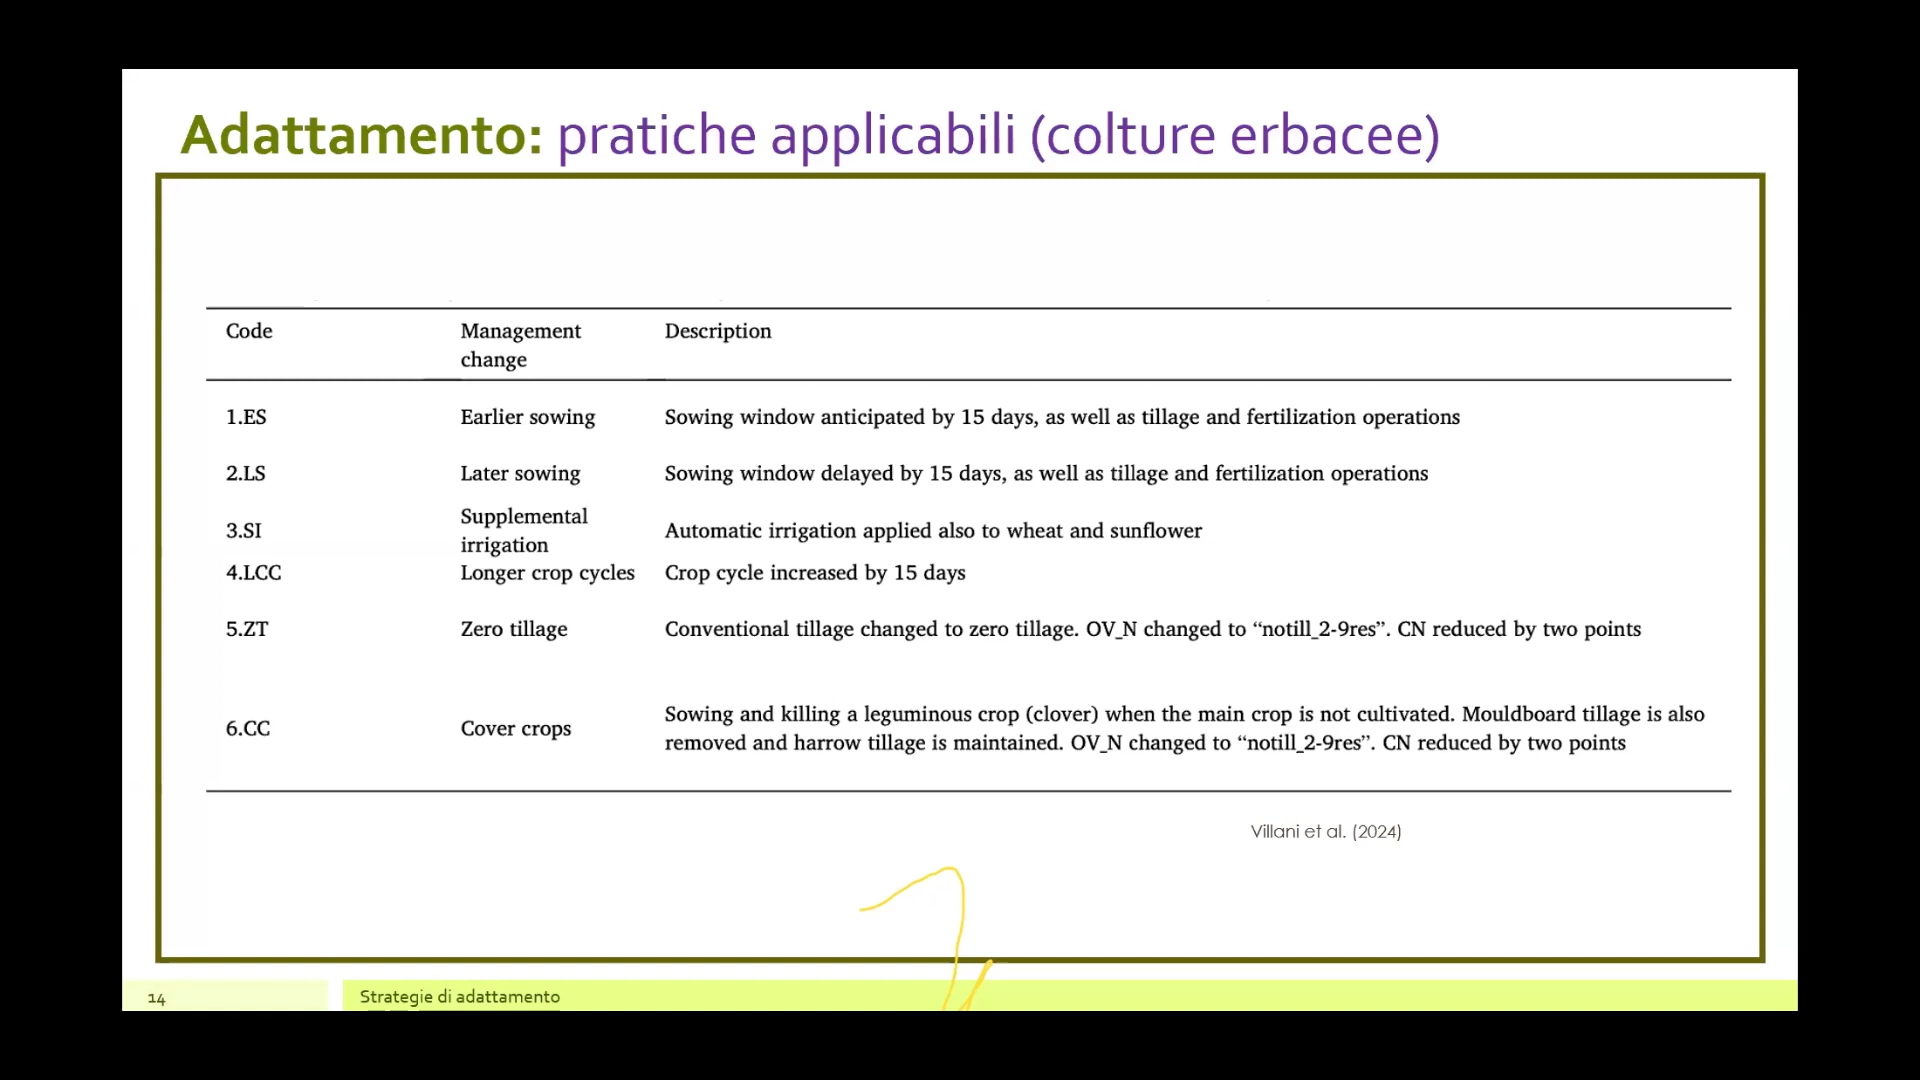 Adattamento: pratiche applicabili (colture erbacee)
Code Management change Description
1.ES Earlier sowing Sowing window anticipated by 15 days, as well as tillage and fertilization operations
2.LS Later sowing Sowing window delayed by 15 days, as well as tillage and fertilization operations
3.SI Supplemental irrigation Automatic irrigation applied also to wheat and sunflower
4.LCC Longer crop cycles Crop cycle increased by 15 days
5.ZT Zero tillage Conventional tillage changed to zero tillage. OV_N changed to “notill_2-9res”. CN reduced by two points
6.CC Cover crops Sowing and killing a leguminous crop (clover) when the main crop is not cultivated. Mouldboard tillage is also
removed and harrow tillage is maintained. OV_N changed to “notill_2-9res”. CN reduced by two points
Villani et al. (2024)
14 Strategie di adattamento